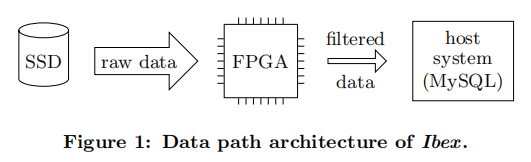 SSD
raw data
FPGA
filtered
data
host
system
(MySQL)
Figure 1: Data path architecture of Ibex.